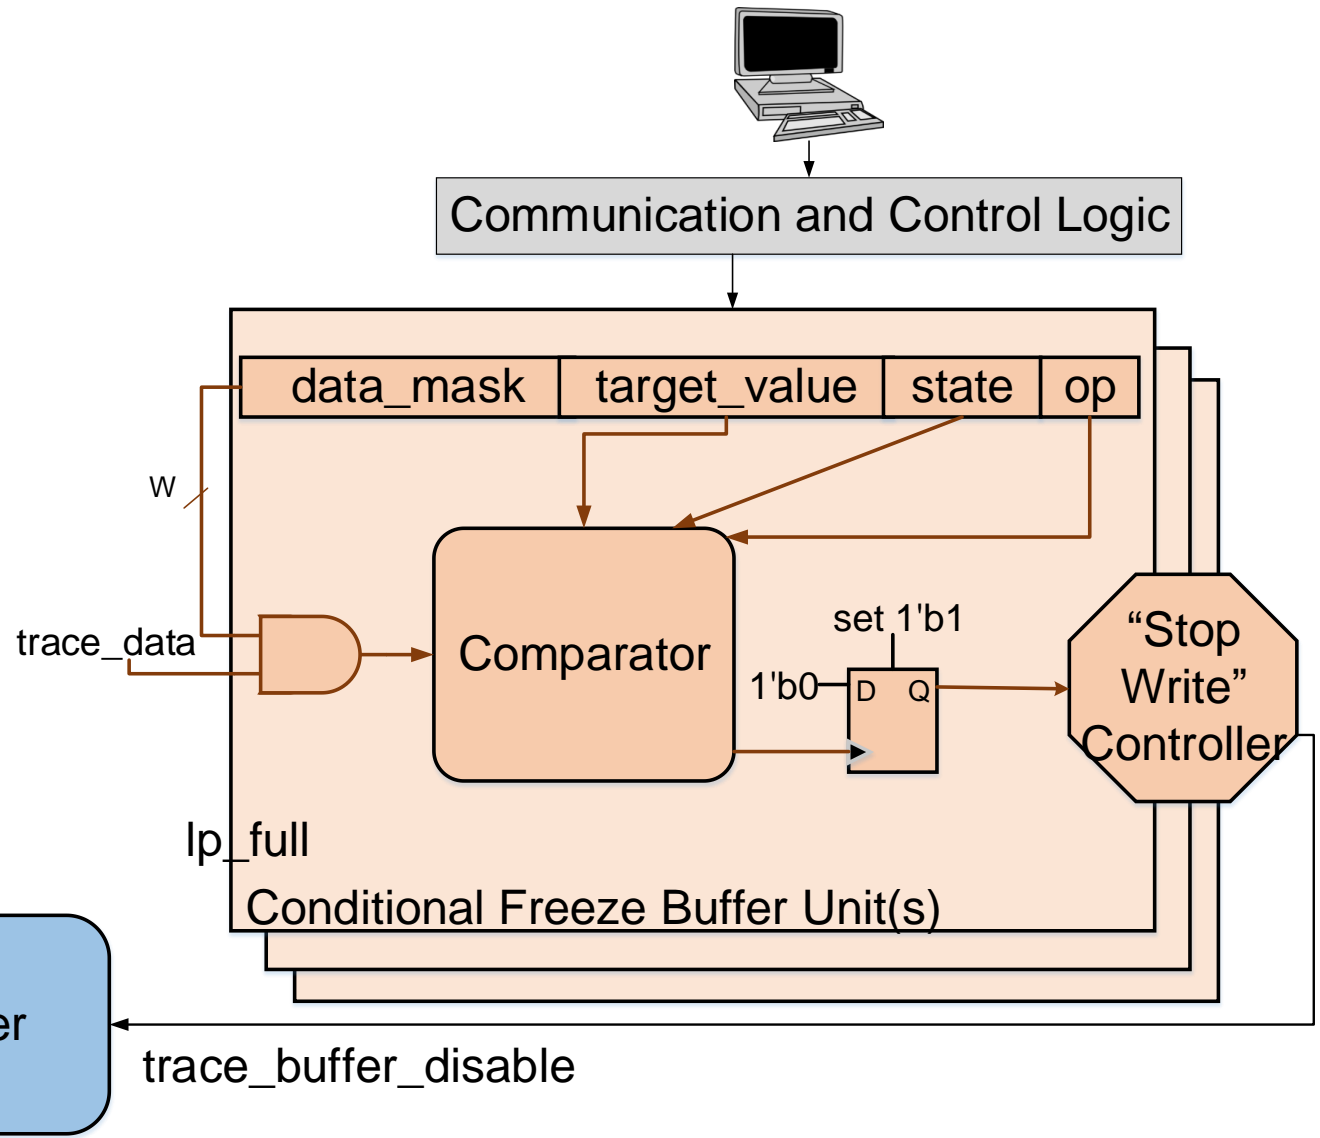 Communication and Control Logic
data_mask target_value state op
W
trace_data
Comparator
set 1'b1
1'b0
D Q
“Stop
Write”
Controller
lp_full
Conditional Freeze Buffer Unit(s)
er
trace_buffer_disable